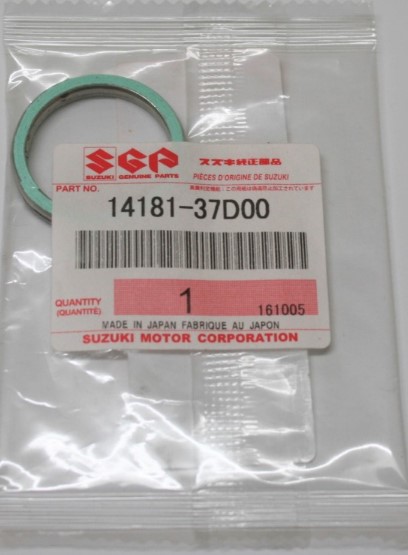 SGP スズキ純正部品
SUZUKI GENUINE PARTS PIÈCES D'ORIGINE DE SUZUKI
PART NO.
14181-37D00
QUANTITY
(QUANTITE)
1
161005
MADE IN JAPAN FABRIQUE AU JAPON
SUZUKI MOTOR CORPORATION